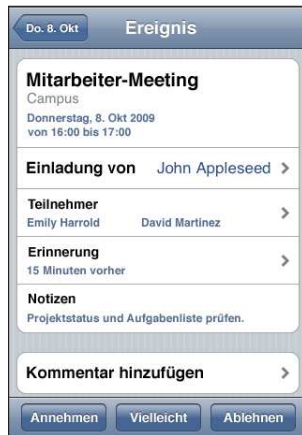 Do. 8. Okt Ereignis
Mitarbeiter-Meeting
Campus
Donnerstag, 8. Okt 2009
von 16:00 bis 17:00
Einladung von John Appleseed
Teilnehmer
Emily Harrold David Martinez
Erinnerung
15 Minuten vorher
Notizen
Projektstatus und Aufgabenliste prüfen.
Kommentar hinzufügen
Annehmen Vielleicht Ablehnen